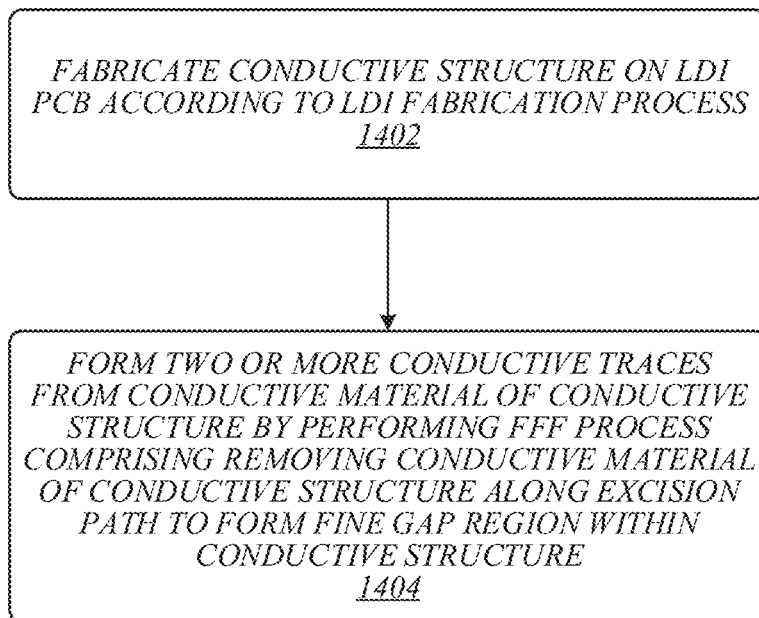 FABRICATE CONDUCTIVE STRUCTURE ON LDI
PCB ACCORDING TO LDI FABRICATION PROCESS
1402
FORM TWO OR MORE CONDUCTIVE TRACES
FROM CONDUCTIVE MATERIAL OF CONDUCTIVE
STRUCTURE BY PERFORMING FFF PROCESS
COMPRISING REMOVING CONDUCTIVE MATERIAL
OF CONDUCTIVE STRUCTURE ALONG EXCISION
PATH TO FORM FINE GAP REGION WITHIN
CONDUCTIVE STRUCTURE
1404